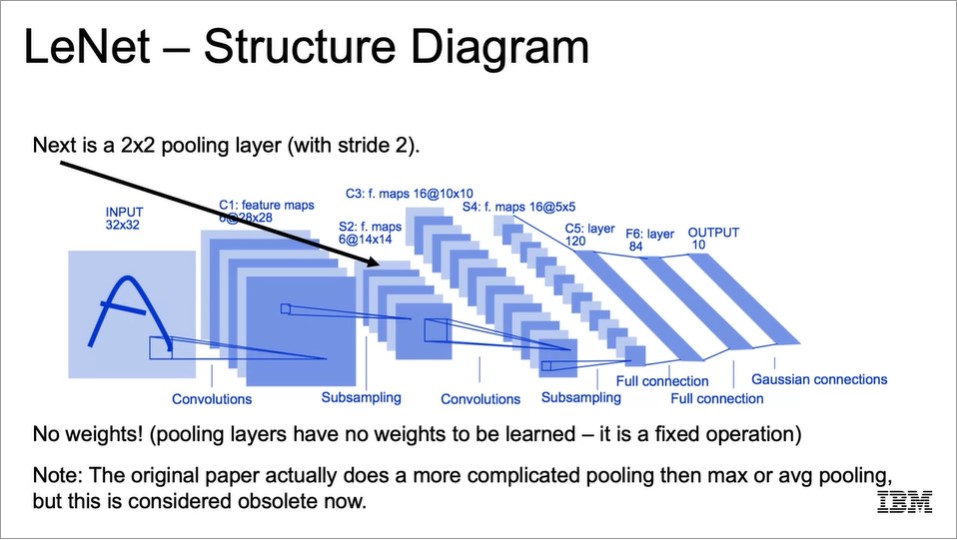 LeNet – Structure Diagram
Next is a 2x2 pooling layer (with stride 2).
INPUT
32x32
C1: feature maps
6@28x28
S2: f. maps
6@14x14
C3: f. maps 16@10x10
S4: f. maps 16@5x5
C5: layer
120
F6: layer
84
OUTPUT
10
Convolutions
Subsampling
Convolutions
Subsampling
Full connection
Full connection
Gaussian connections
No weights! (pooling layers have no weights to be learned – it is a fixed operation)
Note: The original paper actually does a more complicated pooling then max or avg pooling,
but this is considered obsolete now.
IBM